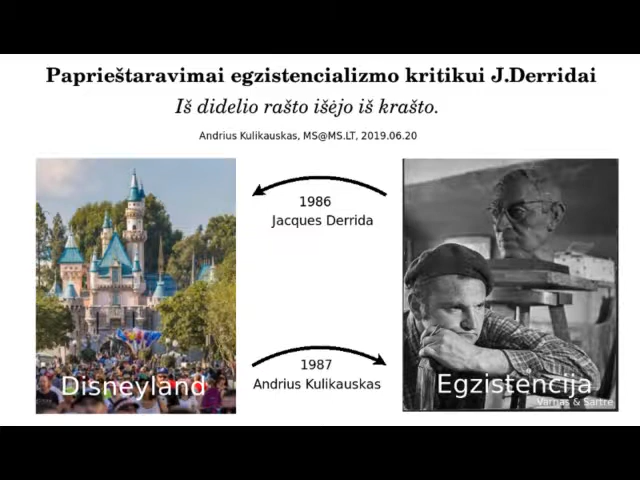 Paprieštaravimai egzistencializmo kritikui J.Derridai
Iš didelio rašto išėjo iš krašto.
Andrius Kulikauskas, MS@MS.LT, 2019.06.20
1986
Jacques Derrida
1987
Andrius Kulikauskas
Disneyland
Egzistencija
Varnas & Sartre